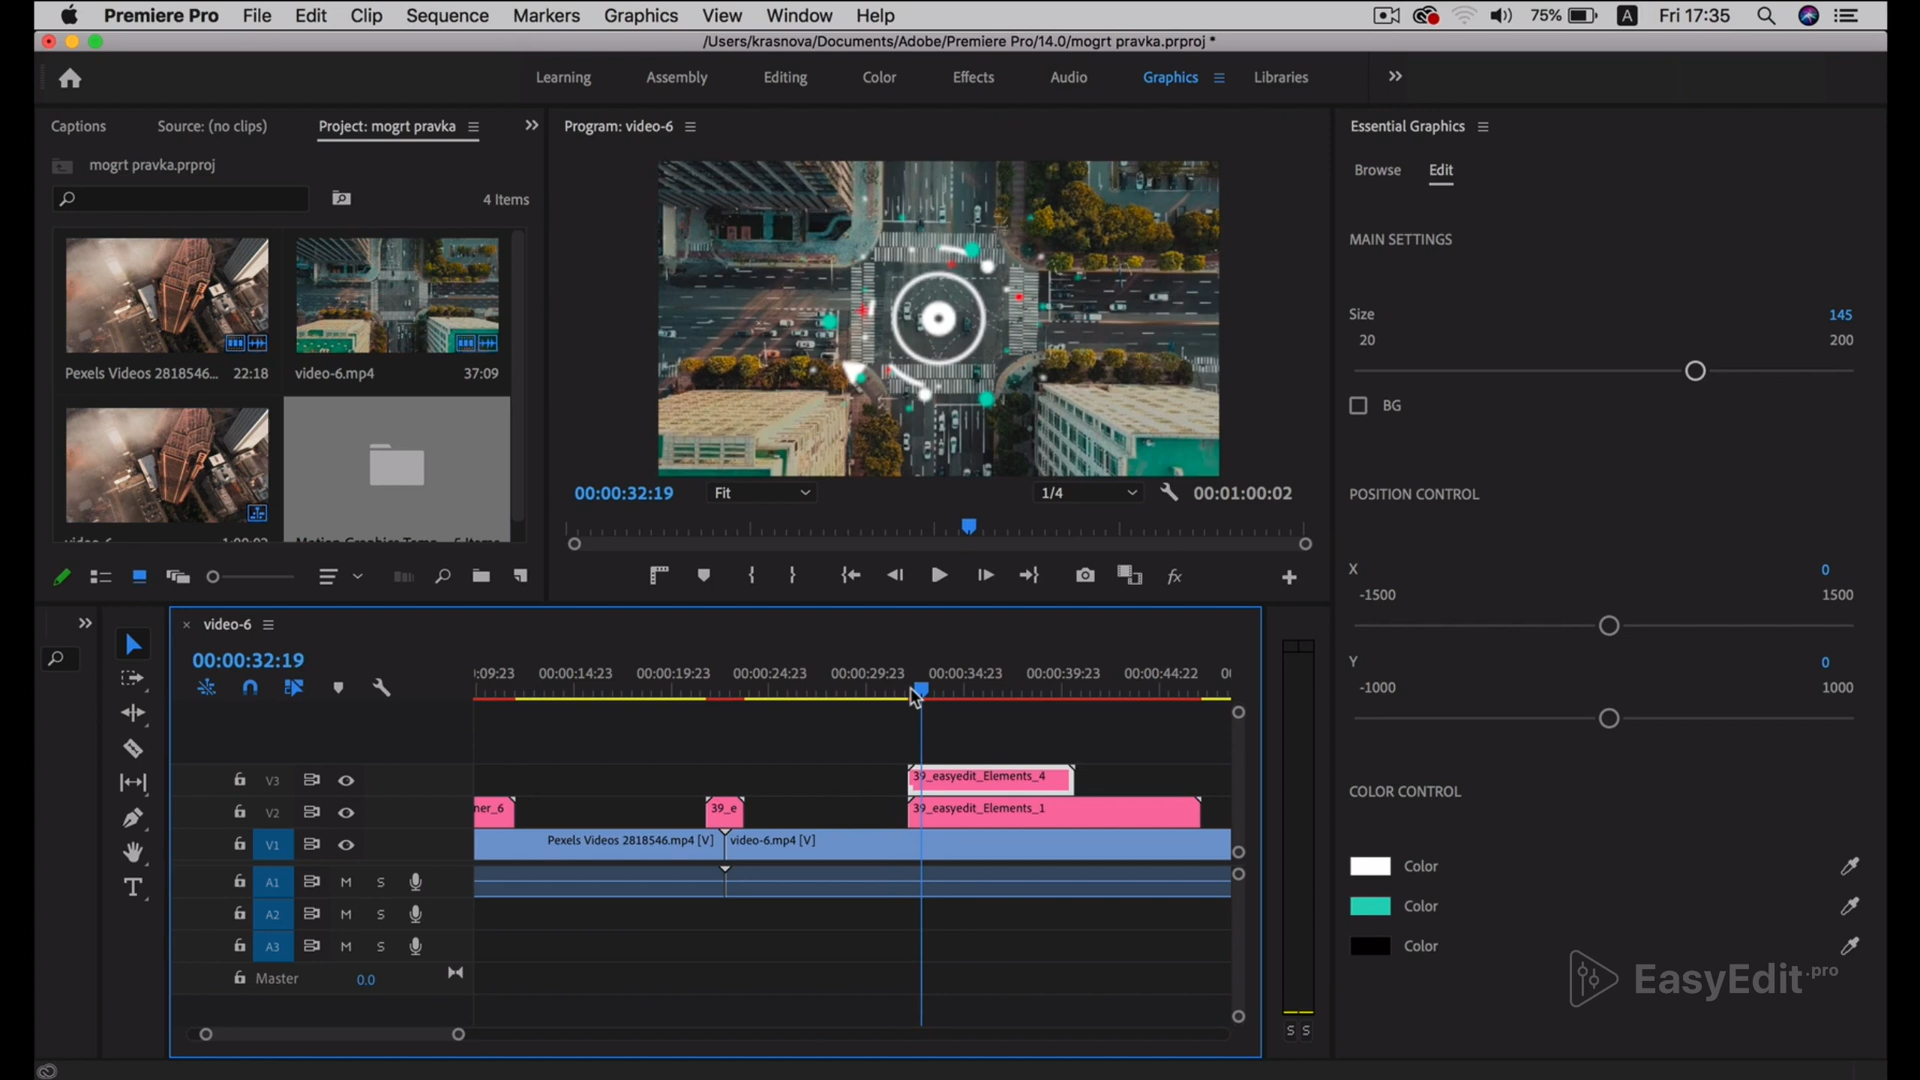 Premiere Pro File Edit Clip Sequence Markers Graphics View Window Help 75% A Fri 17:35
/Users/krasnova/Documents/Adobe/Premiere Pro/14.0/mogrt pravka.prproj *
Learning Assembly Editing Color Effects Audio Graphics Libraries
Captions Source: (no clips) Project: mogrt pravka
mogrt pravka.prproj
4 Items
Pexels Videos 2818546... 22:18
video-6.mp4 37:09
Program: video-6
00:00:32:19 Fit 1/4 00:01:00:02
fx
Essential Graphics
Browse Edit
MAIN SETTINGS
Size 145
20 200
BG
POSITION CONTROL
X 0
-1500 1500
Y 0
-1000 1000
COLOR CONTROL
Color
Color
Color
EasyEdit.pro
× video-6
00:00:32:19
:09:23 00:00:14:23 00:00:19:23 00:00:24:23 00:00:29:23 00:00:34:23 00:00:39:23 00:00:44:22 00
V3 39_easyedit_Elements_4
V2 ner_6 39_e 39_easyedit_Elements_1
V1 Pexels Videos 2818546.mp4 [V] video-6.mp4 [V]
A1 M S
A2 M S
A3 M S
Master 0.0
S S